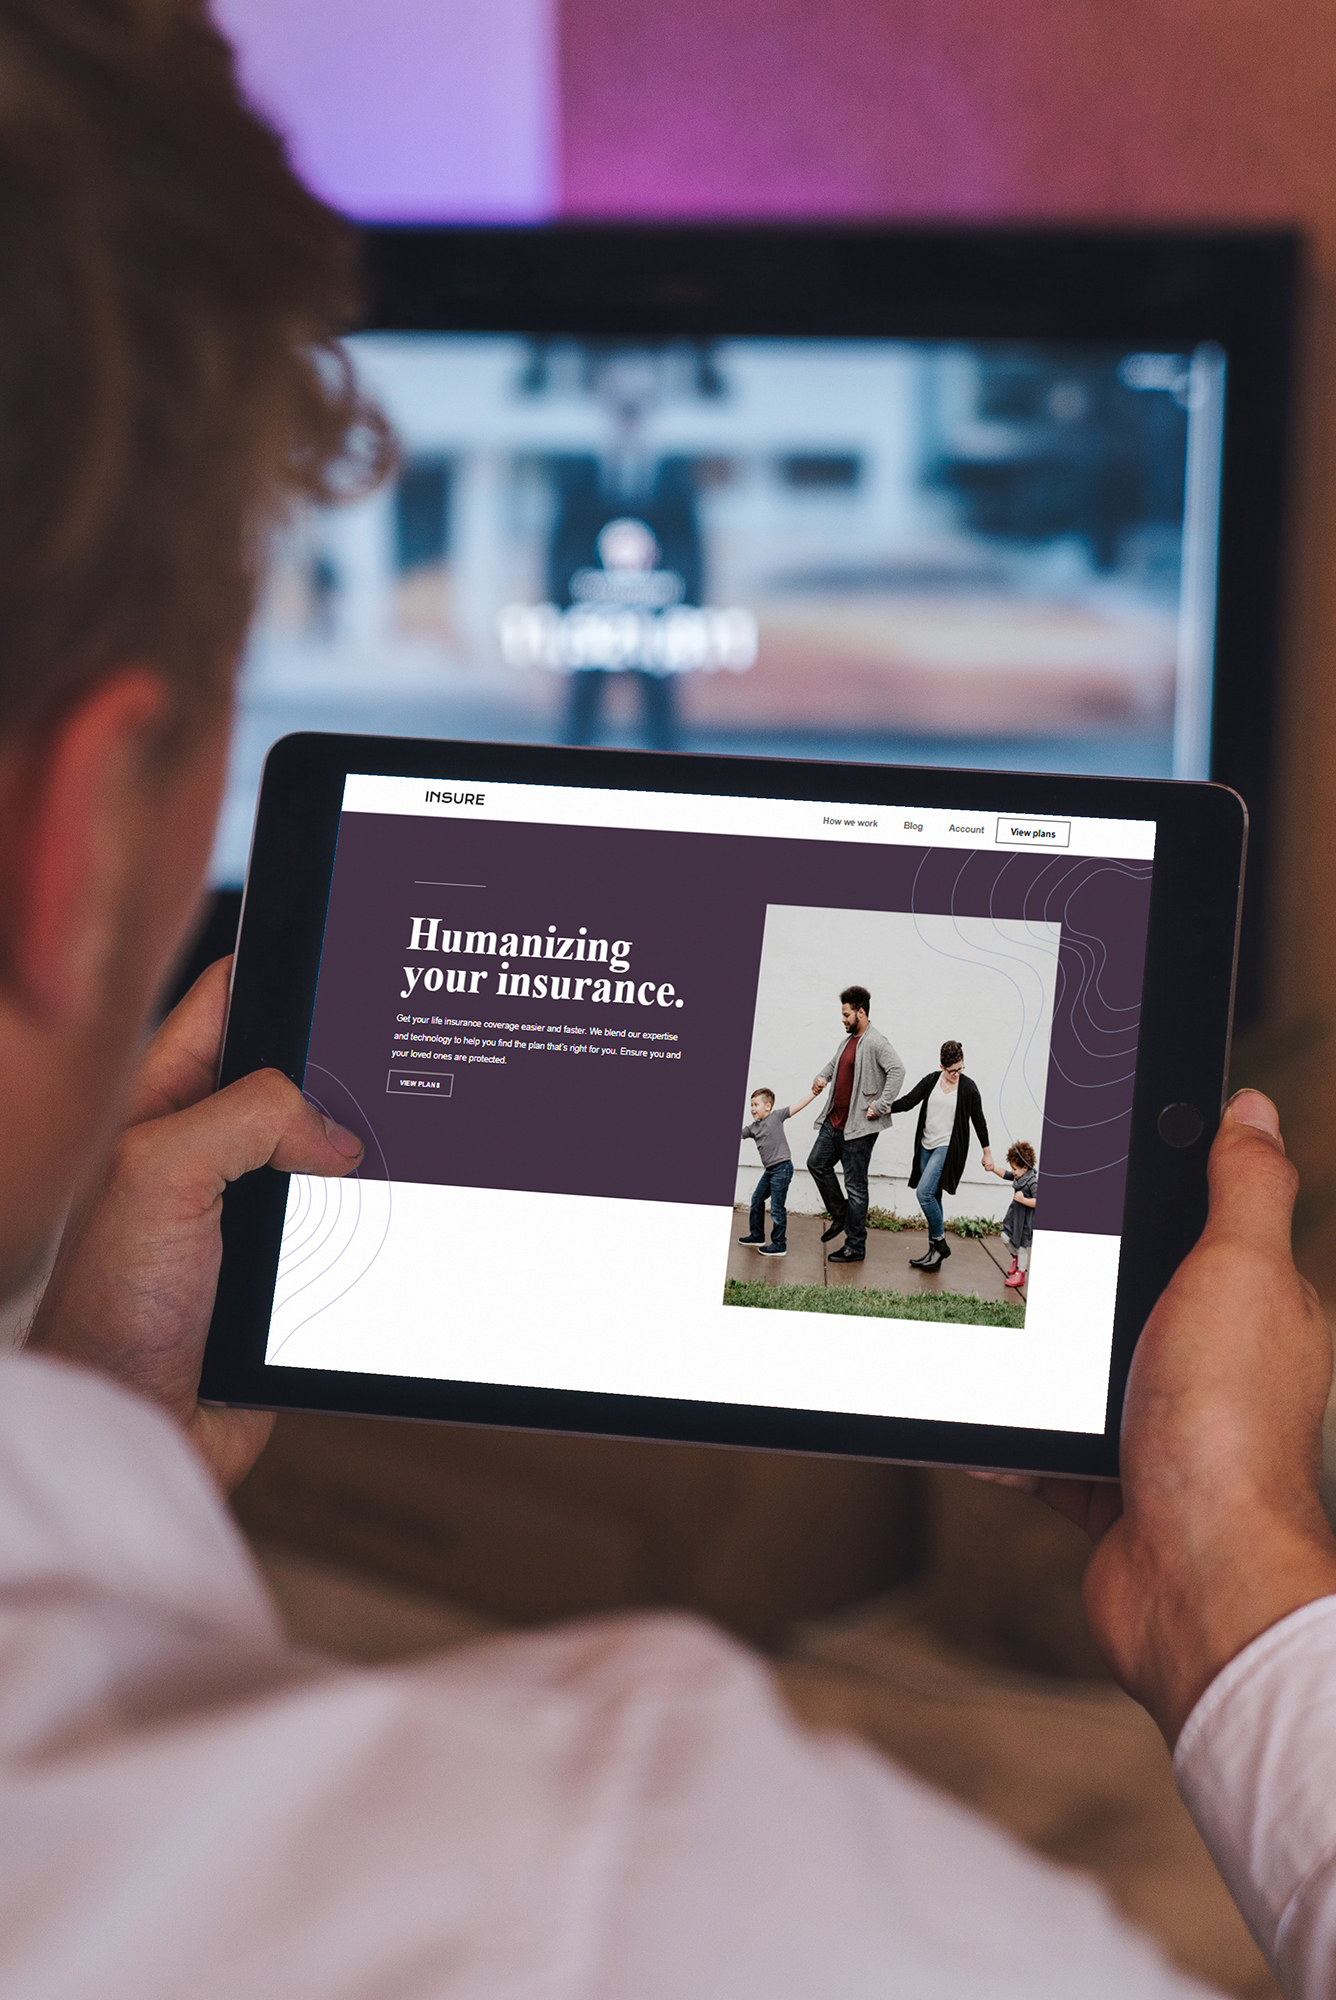 INSURE
How we work
Blog
Account
View plans
Humanizing
your insurance.
Get your life insurance coverage easier and faster. We blend our expertise
and technology to help you find the plan that's right for you. Ensure you and
your loved ones are protected.
VIEW PLANS